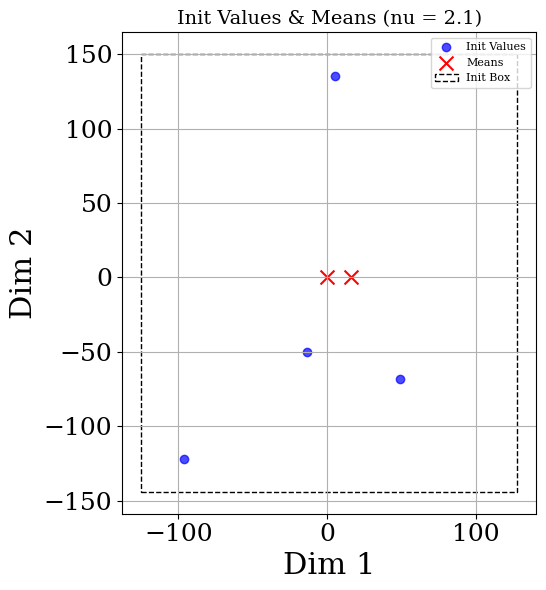 Init Values & Means (nu = 2.1)
Init Values
Means
Init Box
150
100
50
0
−50
−100
−150
Dim 2
−100
0
100
Dim 1